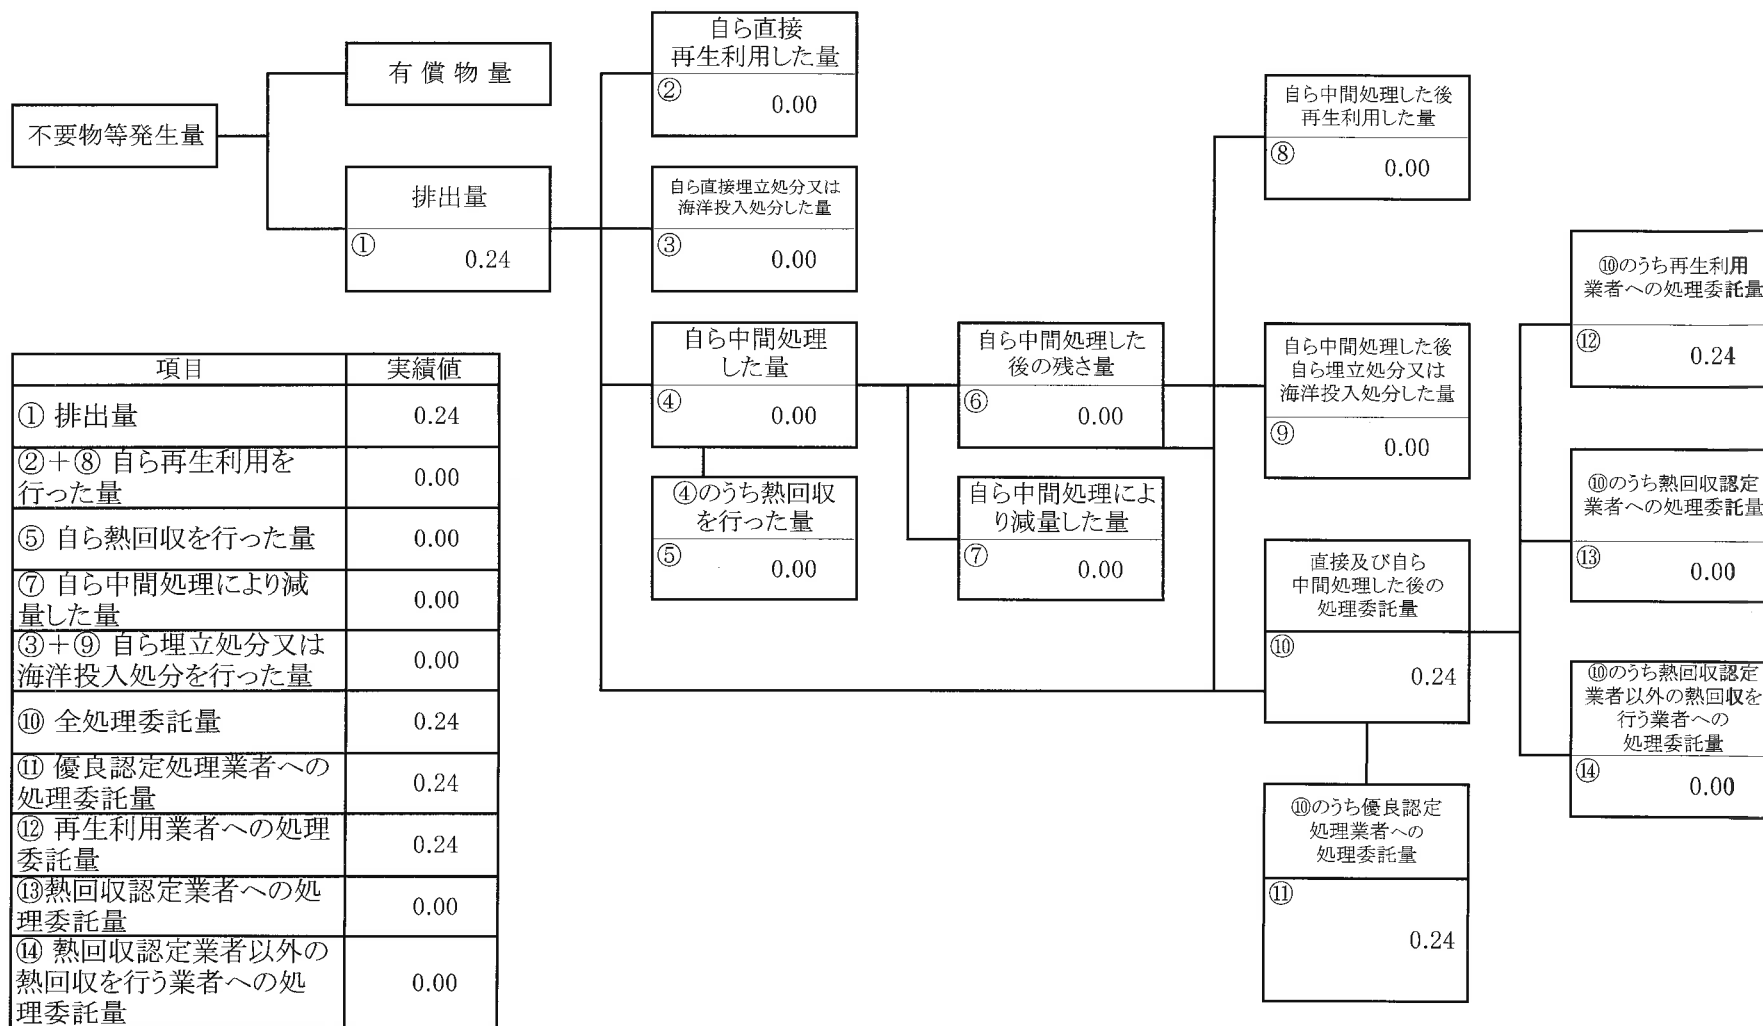 不要物等発生量
有償物量
排出量
①
0.24
自ら直接
再生利用した量
②
0.00
自ら直接埋立処分又は
海洋投入処分した量
③
0.00
自ら中間処理
した量
④
0.00
④のうち熱回収
を行った量
⑤
0.00
自ら中間処理した
後の残さ量
⑥
0.00
自ら中間処理によ
り減量した量
⑦
0.00
自ら中間処理した後
再生利用した量
⑧
0.00
自ら中間処理した後
自ら埋立処分又は
海洋投入処分した量
⑨
0.00
直接及び自ら
中間処理した後の
処理委託量
⑩
0.24
⑩のうち優良認定
処理業者への
処理委託量
⑪
0.24
⑩のうち再生利用
業者への処理委託量
⑫
0.24
⑩のうち熱回収認定
業者への処理委託量
⑬
0.00
⑩のうち熱回収認定
業者以外の熱回収を
行う業者への
処理委託量
⑭
0.00
項目 実績値
① 排出量 0.24
②+⑧ 自ら再生利用を
行った量 0.00
⑤ 自ら熱回収を行った量 0.00
⑦ 自ら中間処理により減
量した量 0.00
③+⑨ 自ら埋立処分又は
海洋投入処分を行った量 0.00
⑩ 全処理委託量 0.24
⑪ 優良認定処理業者への
処理委託量 0.24
⑫ 再生利用業者への処理
委託量 0.24
⑬熱回収認定業者への処
理委託量 0.00
⑭ 熱回収認定業者以外の
熱回収を行う業者への処
理委託量 0.00